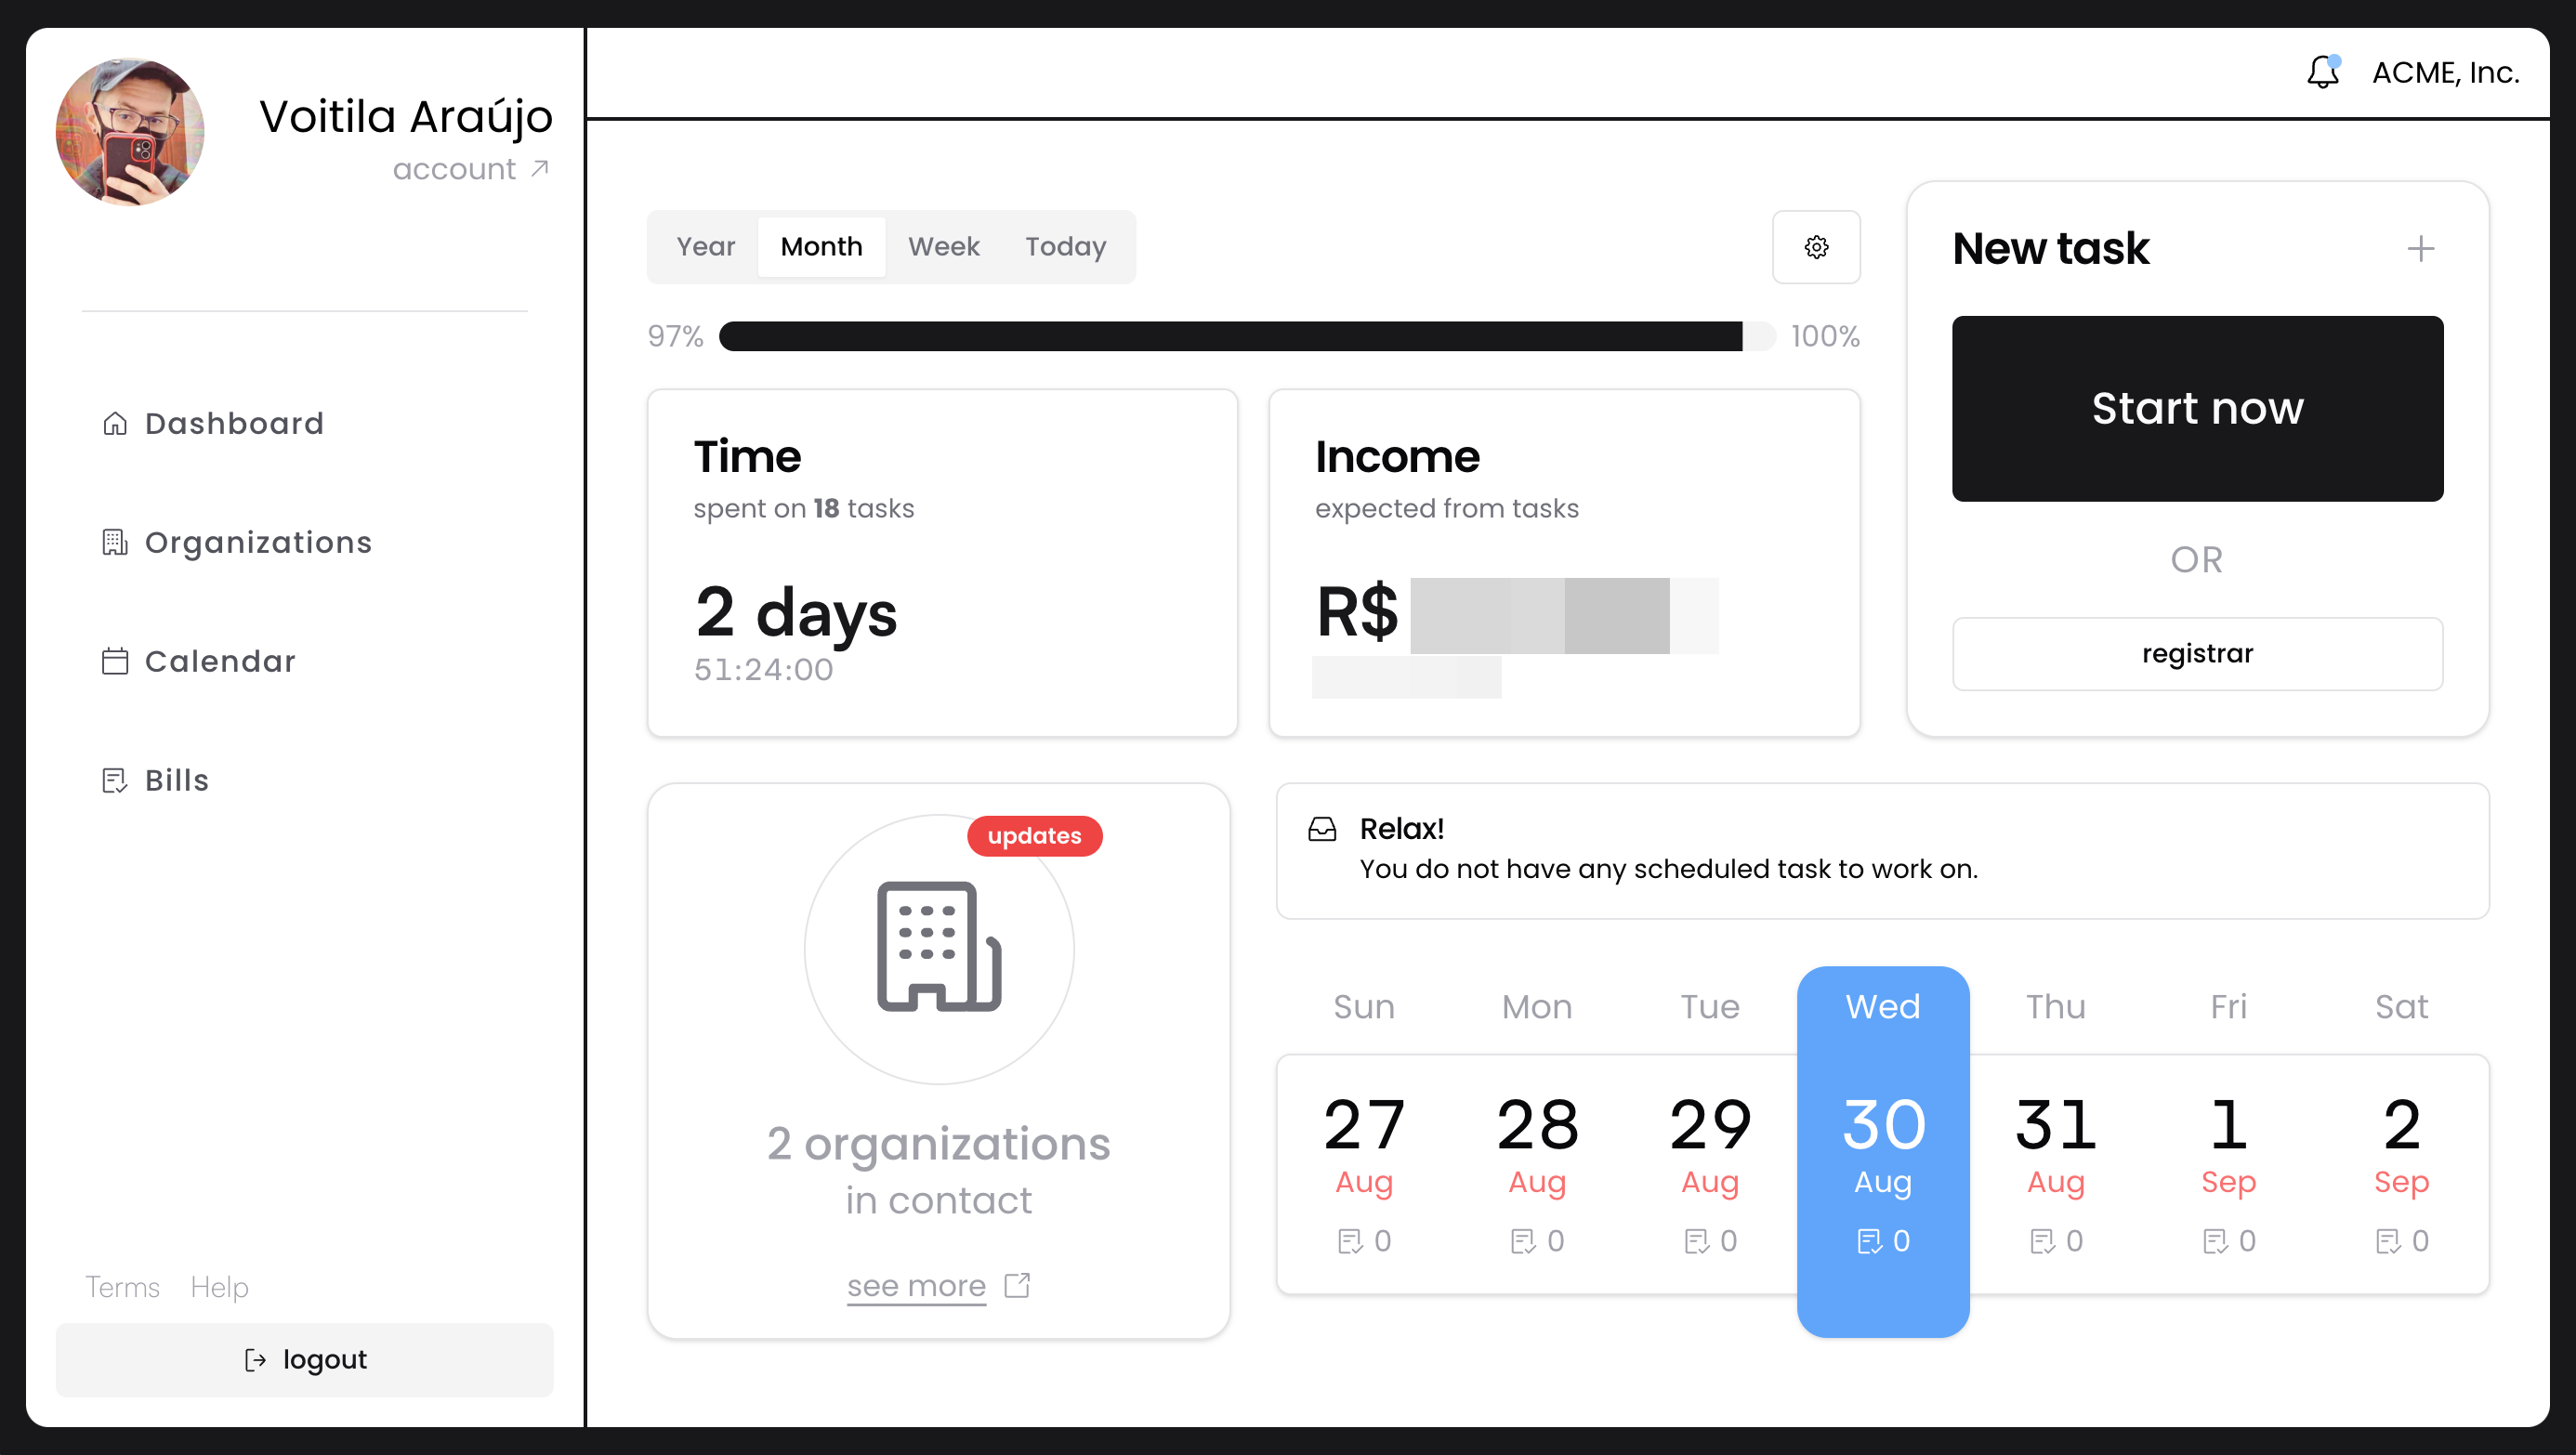 Voitila Araújo
account
Dashboard
Organizations
Calendar
Bills
Terms Help
logout
ACME, Inc.
Year Month Week Today
97% 100%
Time
spent on 18 tasks
2 days
51:24:00
Income
expected from tasks
R$
New task
Start now
OR
registrar
updates
2 organizations
in contact
see more
Relax!
You do not have any scheduled task to work on.
Sun Mon Tue Wed Thu Fri Sat
27 28 29 30 31 1 2
Aug Aug Aug Aug Aug Sep Sep
0 0 0 0 0 0 0